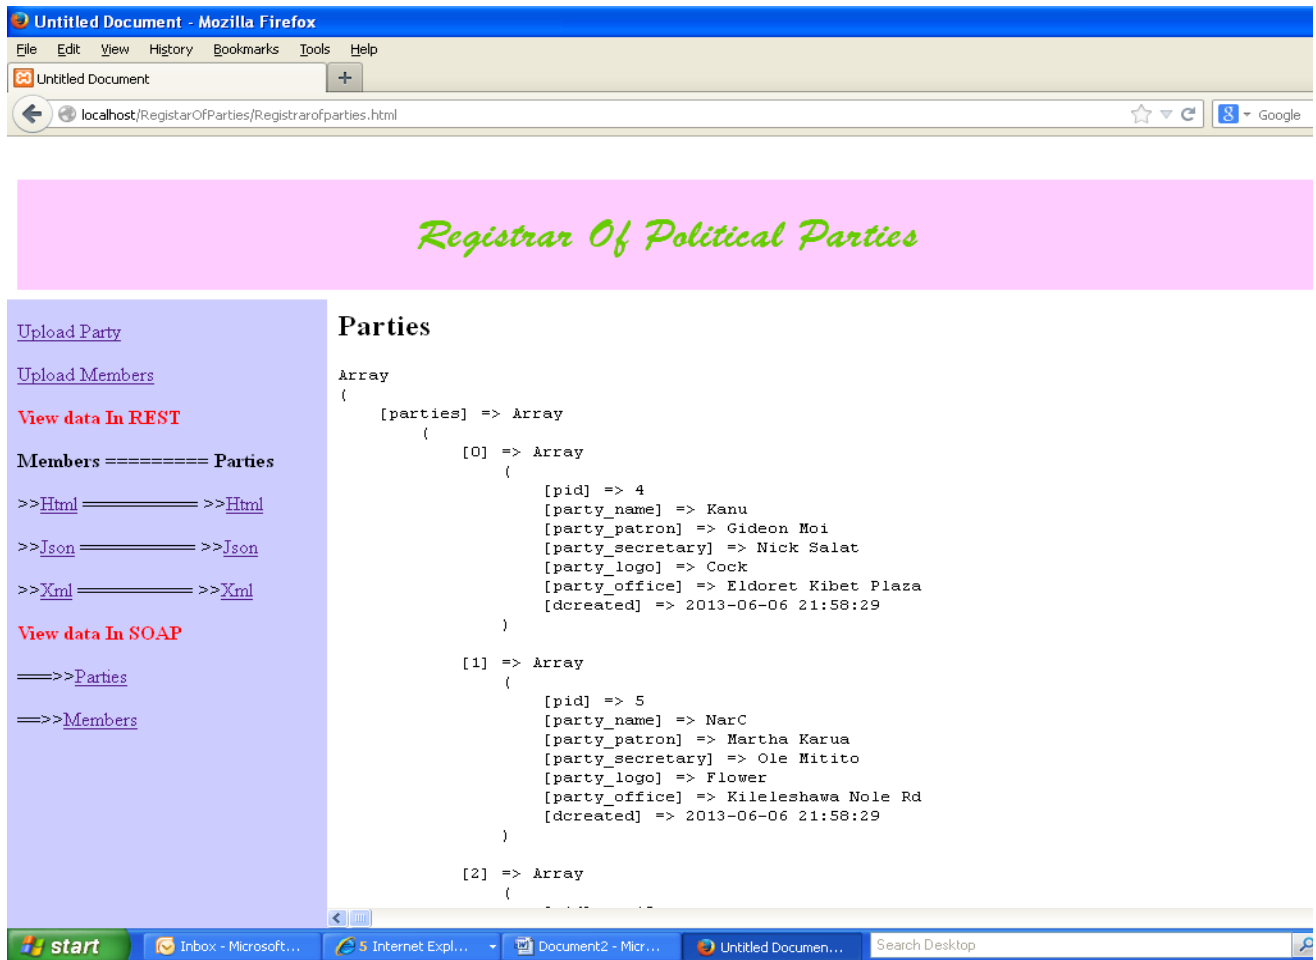 Untitled Document - Mozilla Firefox
File Edit View History Bookmarks Tools Help
Untitled Document +
localhost/RegistarOfParties/Registrarofparties.html
8 Google
Registrar Of Political Parties
Upload Party
Upload Members
View data In REST
Members ========= Parties
>>Html ============ >>Html
>>Json ============ >>Json
>>Xml ============ >>Xml
View data In SOAP
====>>Parties
===>>Members
Parties
Array
(
[parties] => Array
(
[0] => Array
(
[pid] => 4
[party_name] => Kanu
[party_patron] => Gideon Moi
[party_secretary] => Nick Salat
[party_logo] => Cock
[party_office] => Eldoret Kibet Plaza
[dcreated] => 2013-06-06 21:58:29
)
[1] => Array
(
[pid] => 5
[party_name] => NarC
[party_patron] => Martha Karua
[party_secretary] => Ole Mitito
[party_logo] => Flower
[party_office] => Kileleshawa Nole Rd
[dcreated] => 2013-06-06 21:58:29
)
[2] => Array
(
start
Inbox - Microsoft...
5 Internet Expl...
Document2 - Micr...
Untitled Documen...
Search Desktop